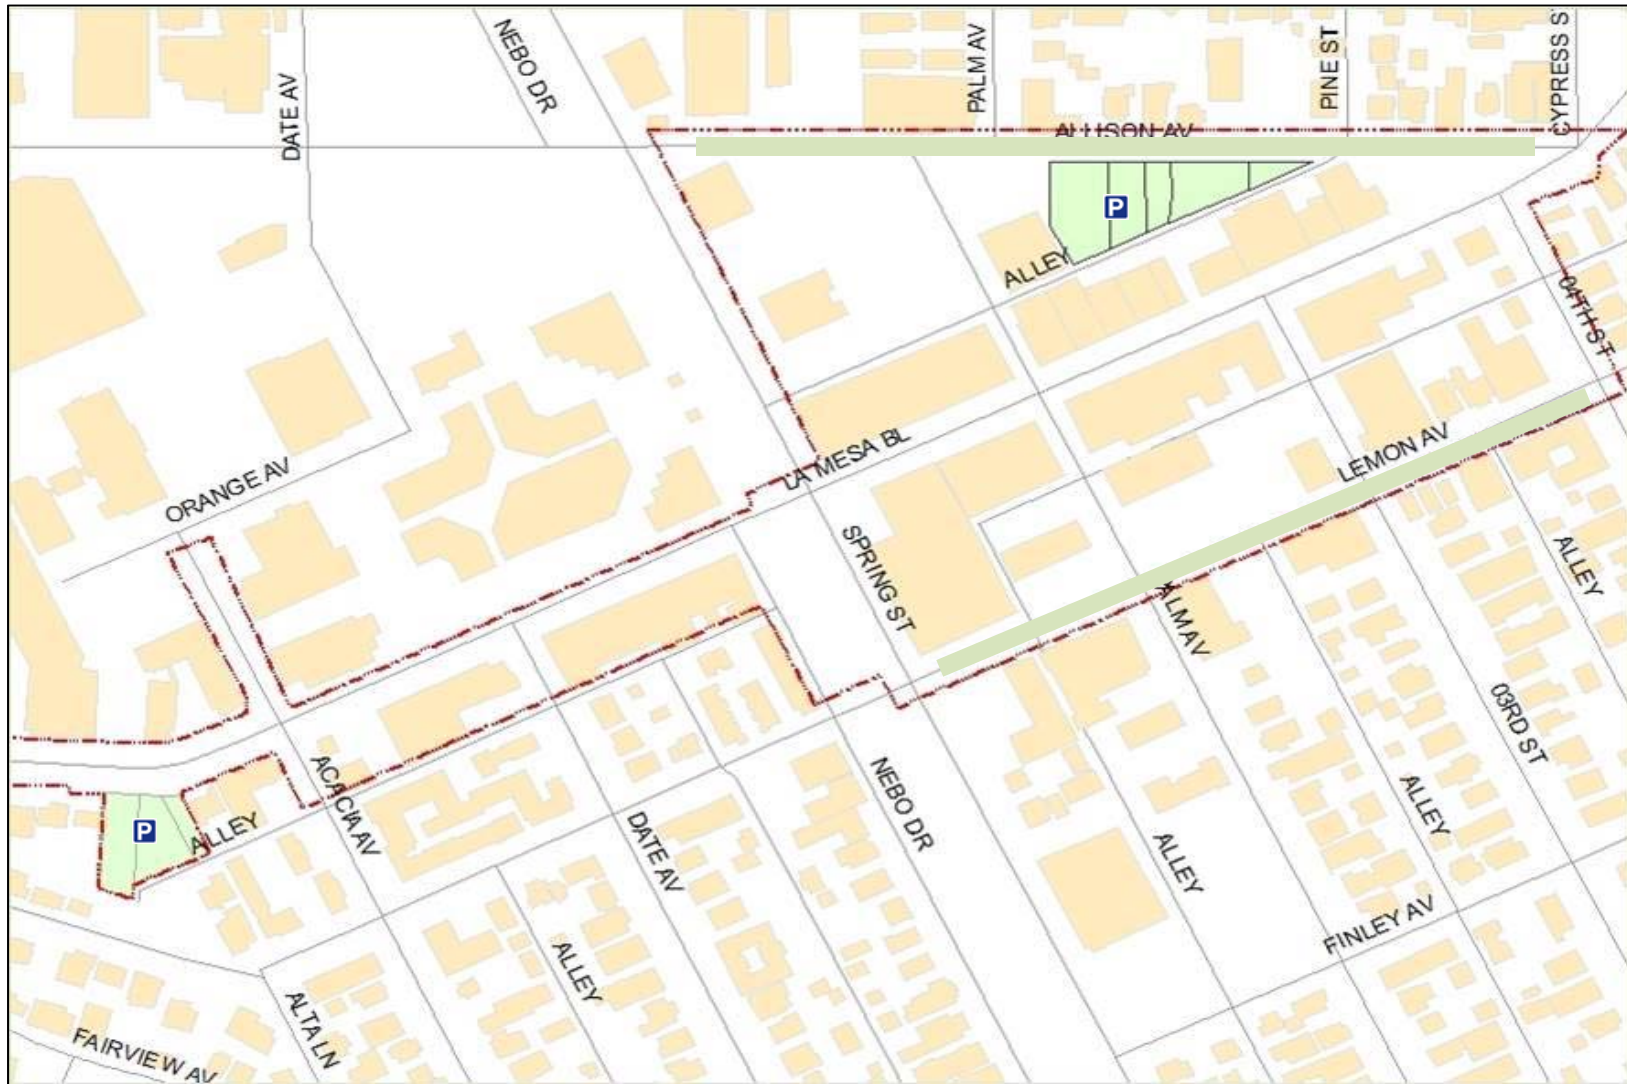 NEBO DR
DATE AV
PALM AV
PINE ST
CYPRESS S
ALLISON AV
P
ALLEY
04TH ST
LA MESA BL
LEMON AV
ORANGE AV
SPRING ST
ALLEY
ALM AV
03RD ST
ACACIA AV
NEBO DR
P
ALLEY
DATE AV
ALLEY
ALLEY
FINLEY AV
ALLEY
ALTA LN
FAIRVIEW AV